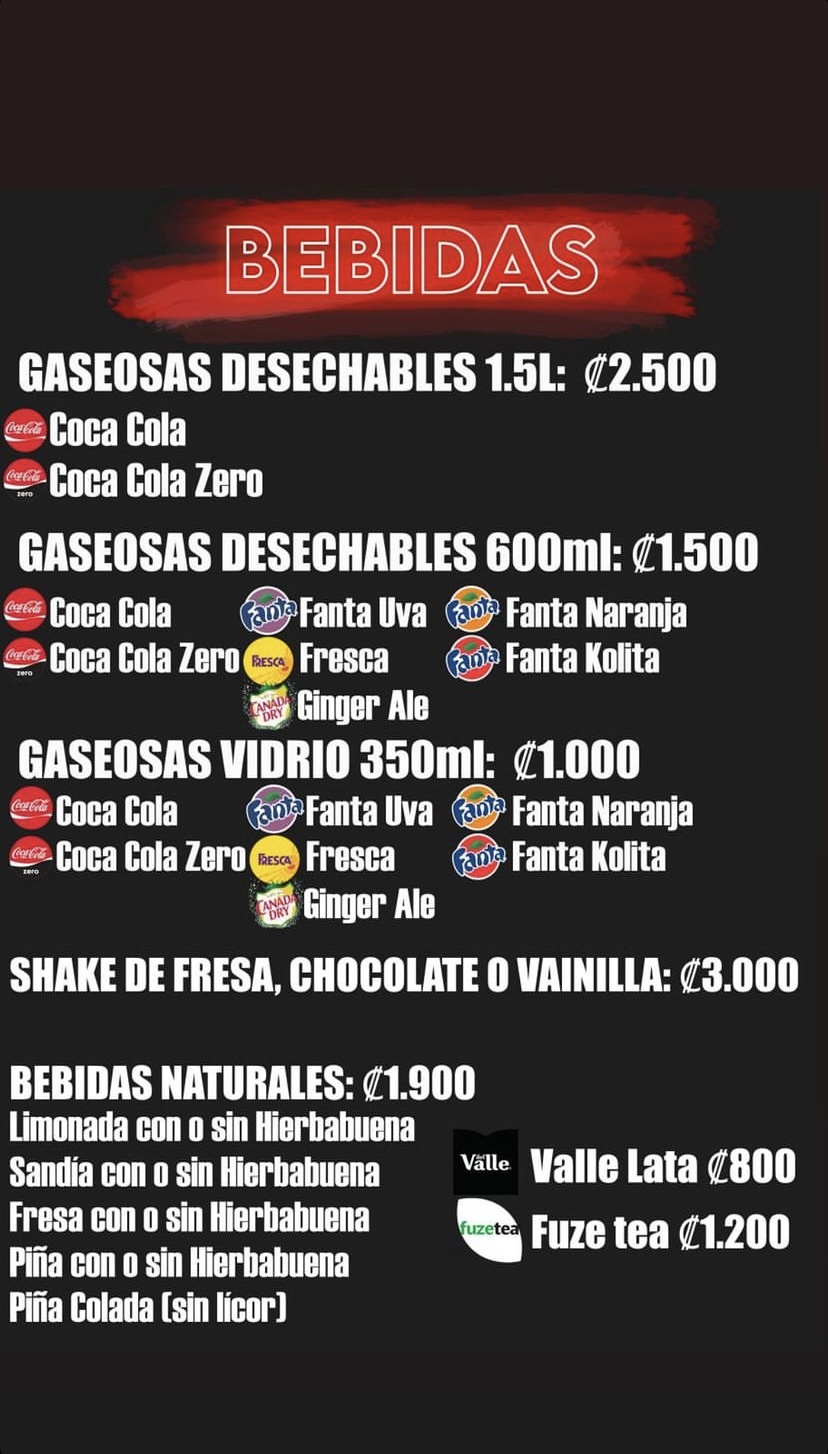 BEBIDAS
GASEOSAS DESECHABLES 1.5L: ₡2.500
Coca-Cola Coca Cola
Coca-Cola zero Coca Cola Zero
GASEOSAS DESECHABLES 600ml: ₡1.500
Coca-Cola Coca Cola Fanta Fanta Uva Fanta Fanta Naranja
Coca-Cola zero Coca Cola Zero FRESCA Fresca Fanta Fanta Kolita
CANADA DRY Ginger Ale
GASEOSAS VIDRIO 350ml: ₡1.000
Coca-Cola Coca Cola Fanta Fanta Uva Fanta Fanta Naranja
Coca-Cola zero Coca Cola Zero FRESCA Fresca Fanta Fanta Kolita
CANADA DRY Ginger Ale
SHAKE DE FRESA, CHOCOLATE O VAINILLA: ₡3.000
BEBIDAS NATURALES: ₡1.900
Limonada con o sin Hierbabuena
Sandía con o sin Hierbabuena
Fresa con o sin Hierbabuena
Piña con o sin Hierbabuena
Piña Colada (sin lícor)
del Valle Valle Lata ₡800
fuzetea Fuze tea ₡1.200